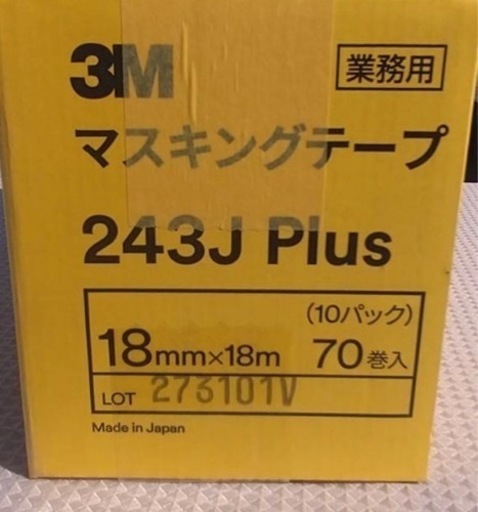 3M
業務用
マスキングテープ
243J Plus
(10パック)
18mm×18m 70巻入
LOT 273101V
Made in Japan